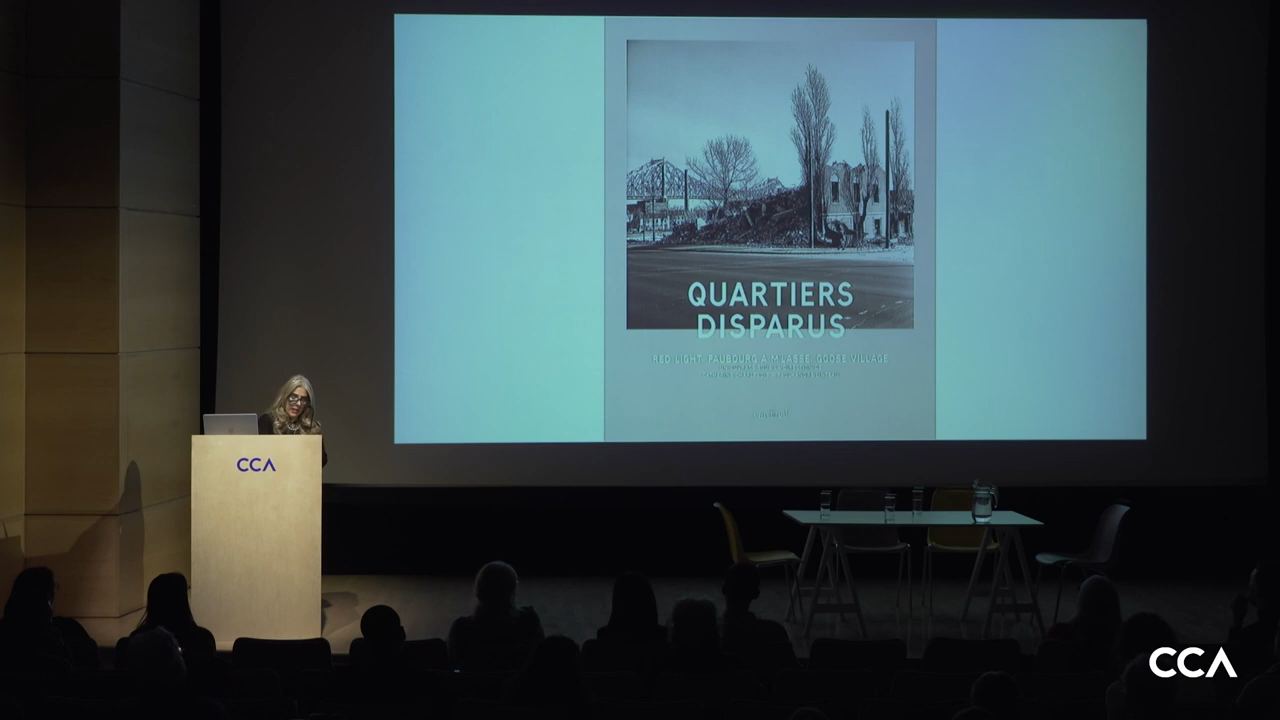 QUARTIERS
DISPARUS
RED LIGHT FAUBOURG À M'LASSE GOOSE VILLAGE
CCA
CCA